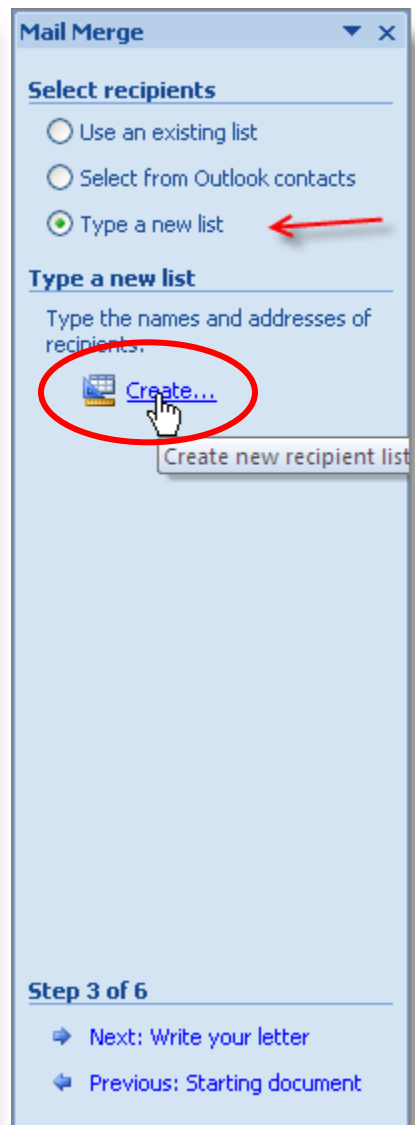 Mail Merge
Select recipients
Use an existing list
Select from Outlook contacts
Type a new list
Type a new list
Type the names and addresses of
recipients.
Create...
Create new recipient list
Step 3 of 6
Next: Write your letter
Previous: Starting document